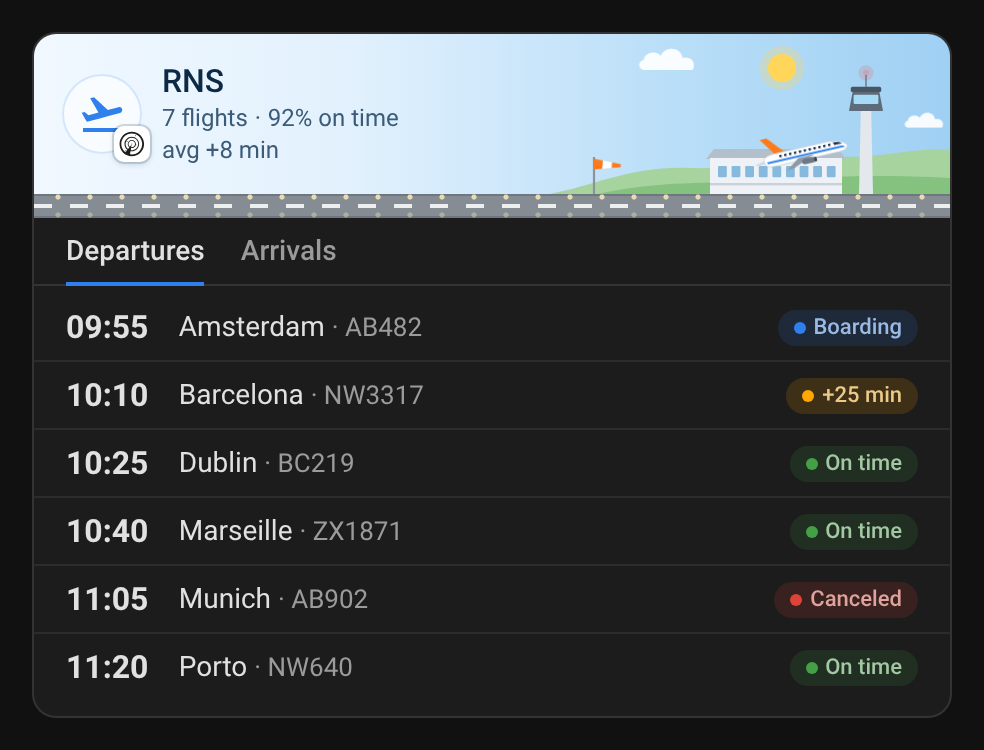 RNS
7 flights · 92% on time
avg +8 min
Departures Arrivals
09:55 Amsterdam · AB482 Boarding
10:10 Barcelona · NW3317 +25 min
10:25 Dublin · BC219 On time
10:40 Marseille · ZX1871 On time
11:05 Munich · AB902 Canceled
11:20 Porto · NW640 On time